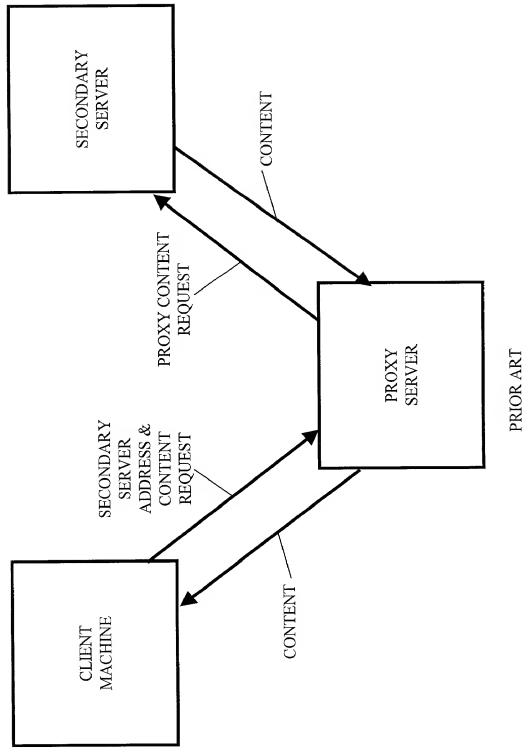 CLIENT
MACHINE
SECONDARY
SERVER
ADDRESS &
CONTENT
REQUEST
CONTENT
PROXY CONTENT
REQUEST
CONTENT
SECONDARY
SERVER
PROXY
SERVER
PRIOR ART